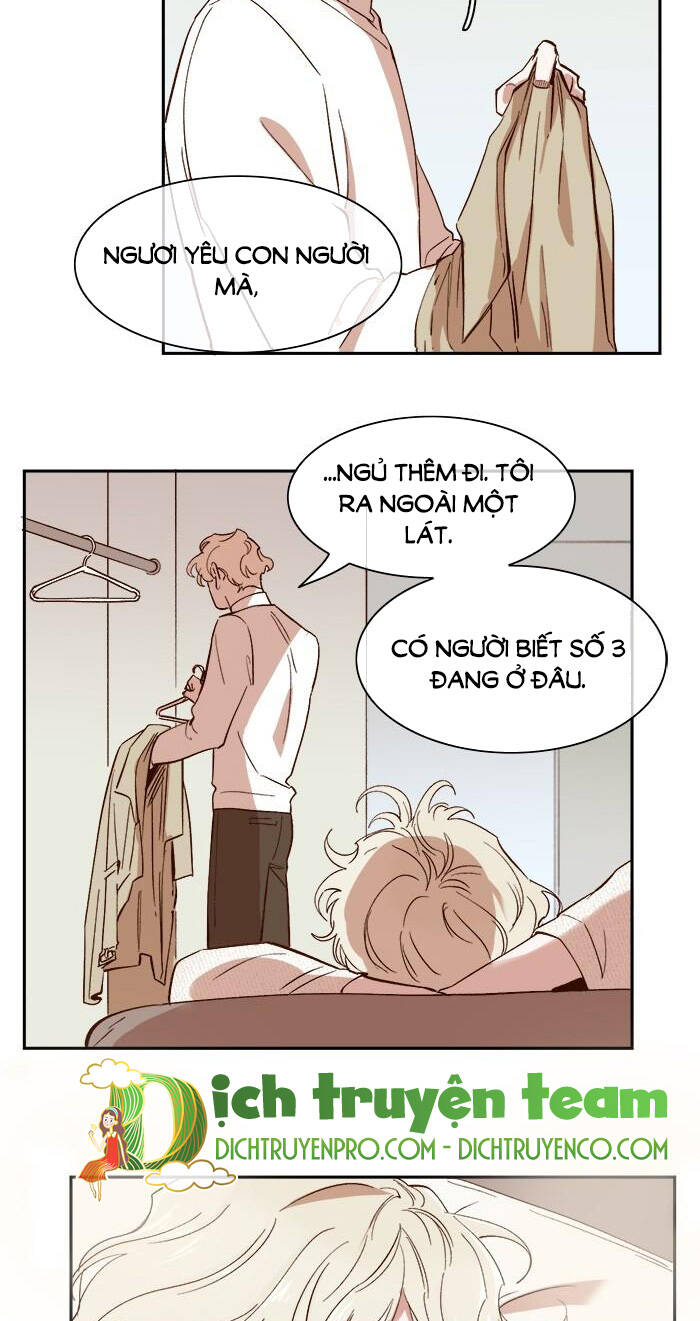 NGƯƠI YÊU CON NGƯỜI
MÀ,
...NGỦ THÊM ĐI. TÔI
RA NGOÀI MỘT
LÁT.
CÓ NGƯỜI BIẾT SỐ 3
ĐANG Ở ĐÂU.
Dịch truyện team
DICHTRUYENPRO.COM - DICHTRUYENCO.COM